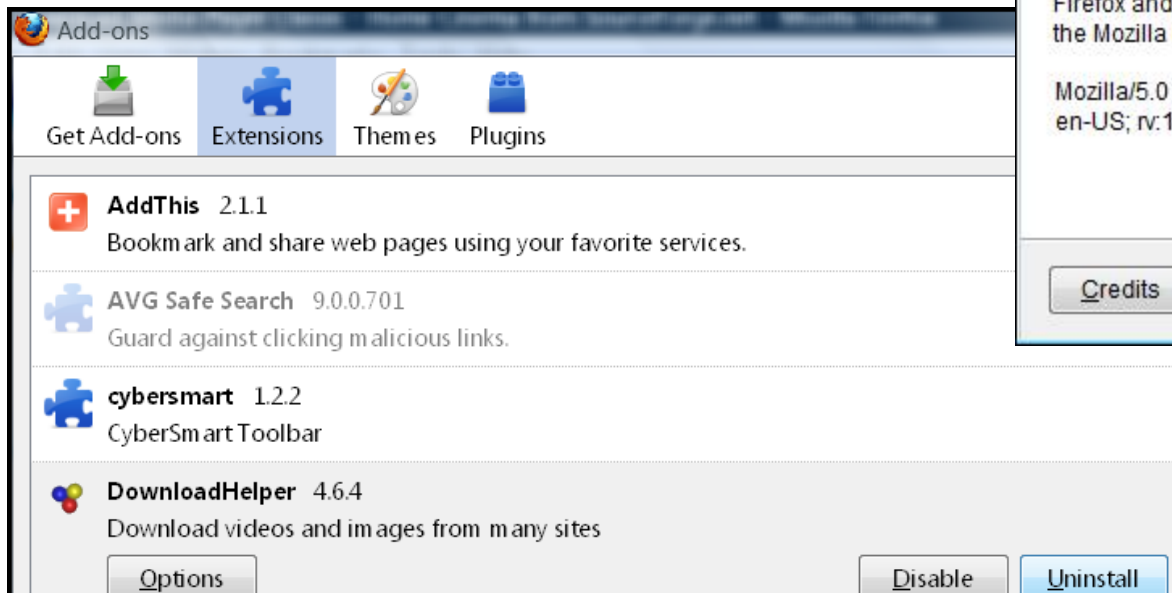 Add-ons
Get Add-ons Extensions Themes Plugins
AddThis 2.1.1
Bookmark and share web pages using your favorite services.
AVG Safe Search 9.0.0.701
Guard against clicking malicious links.
cybersmart 1.2.2
CyberSmart Toolbar
DownloadHelper 4.6.4
Download videos and images from many sites
Options Disable Uninstall
Firefox and
the Mozilla
Mozilla/5.0
en-US; rv:1
Credits